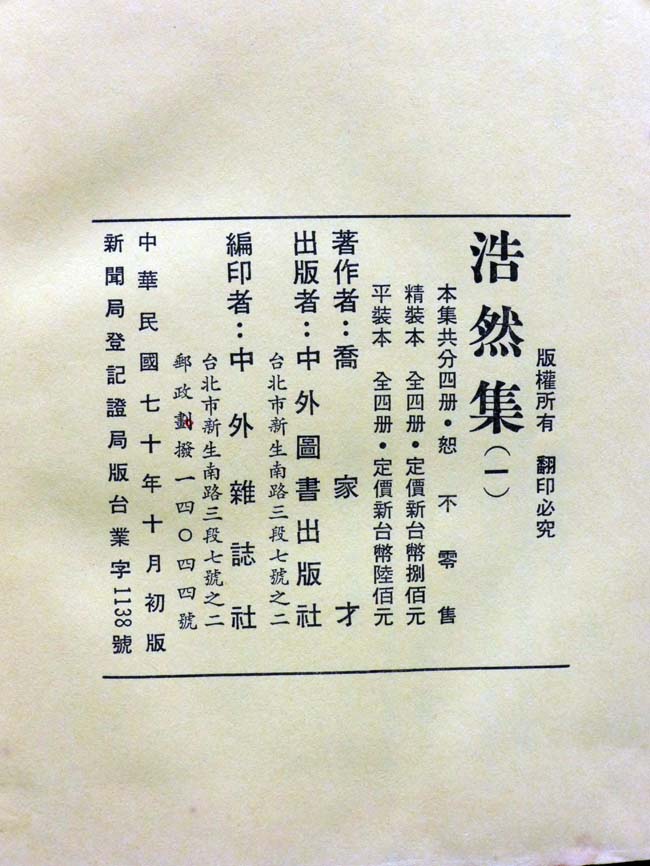 版權所有 翻印必究
浩然集(一)
本集共分四册·恕不零售
精裝本 全四册·定價新台幣捌佰元
平裝本 全四册·定價新台幣陸佰元
著作者：喬家才
出版者：中外圖書出版社
台北市新生南路三段七號之二
編印者：中外雜誌社
台北市新生南路三段七號之二
郵政劃撥一四〇四四號
中華民國七十年十月初版
新聞局登記證局版台業字1138號